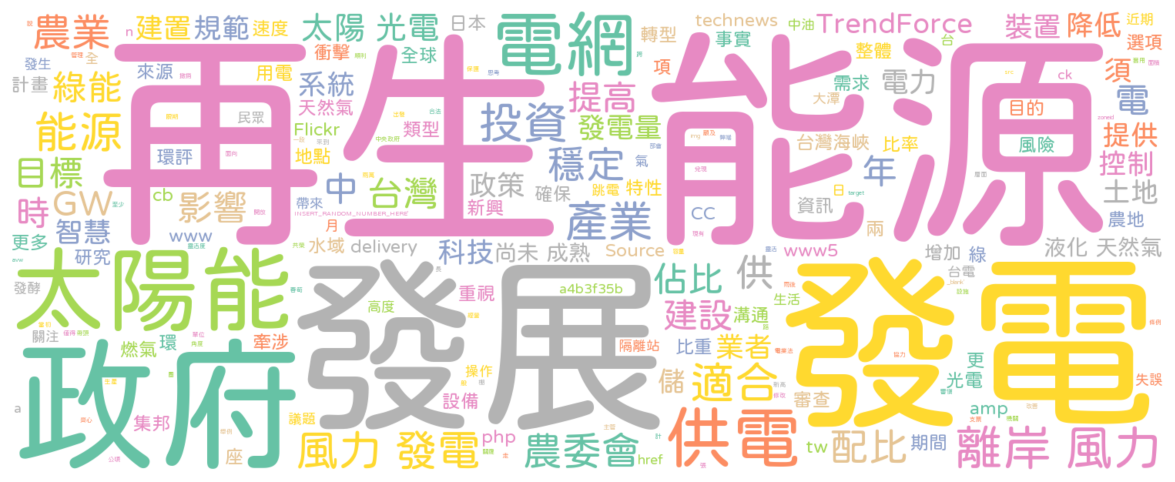 再生能源
發展
發電
政府
太陽能
電網
供電
農業
建置
規範
速度
太陽 光電
日本
technews
中油
TrendForce
裝置
降低
近期
選項
衝擊
全球
轉型
事實
整體
台
項
計畫
發生
來源
用電
系統
綠能
天然氣
投資
提高
需求
電力
須
ck
電
能源
民眾
Flickr
類型
發電量
大潭
目的
提供
環評
地點
穩定
氣
台灣海峽
比率
風險
控制
目標
cb
中
台灣
政策
確保
跳電
特性
年
日
target
土地
GW
影響
帶來
新興
資訊
時
智慧
INSERT_RANDOM_NUMBER_HERE
月
產業
CC
兩
農地
更多
研究
www
水域
delivery
科技
尚未 成熟
Source
www5
增加
綠
液化 天然氣
發酵
高度
重視
a4b3f35b
佔比
供
台電
生活
關注
燃氣
環
牽涉
建設
溝通
隔離站
比重
業者
更
光電
失誤
a
操作
儲
適合
審查
amp
集邦
座
議題
設備
風力 發電
php
農委會
href
tw
配比
期間
離岸 風力